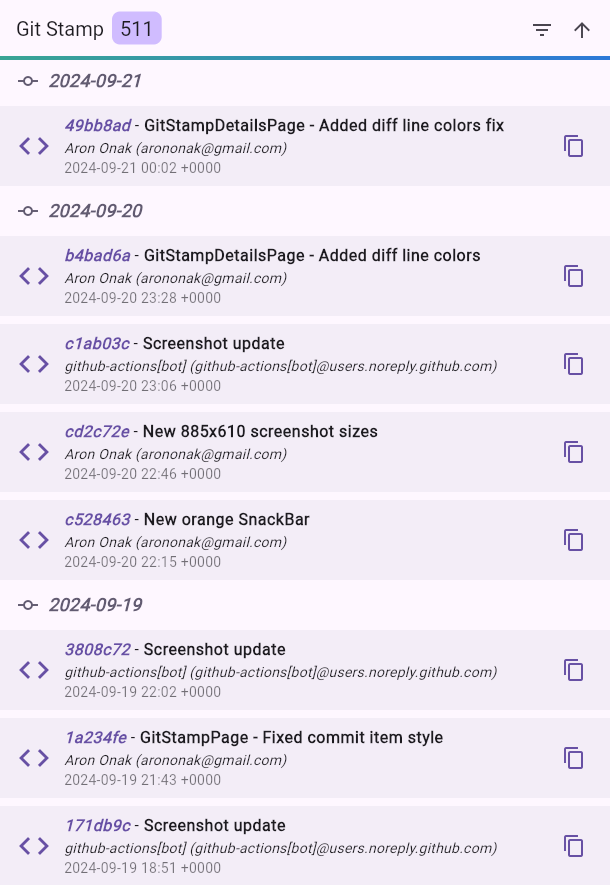 Git Stamp 511
2024-09-21
49bb8ad - GitStampDetailsPage - Added diff line colors fix
Aron Onak (arononak@gmail.com)
2024-09-21 00:02 +0000
2024-09-20
b4bad6a - GitStampDetailsPage - Added diff line colors
Aron Onak (arononak@gmail.com)
2024-09-20 23:28 +0000
c1ab03c - Screenshot update
github-actions[bot] (github-actions[bot]@users.noreply.github.com)
2024-09-20 23:06 +0000
cd2c72e - New 885x610 screenshot sizes
Aron Onak (arononak@gmail.com)
2024-09-20 22:46 +0000
c528463 - New orange SnackBar
Aron Onak (arononak@gmail.com)
2024-09-20 22:15 +0000
2024-09-19
3808c72 - Screenshot update
github-actions[bot] (github-actions[bot]@users.noreply.github.com)
2024-09-19 22:02 +0000
1a234fe - GitStampPage - Fixed commit item style
Aron Onak (arononak@gmail.com)
2024-09-19 21:43 +0000
171db9c - Screenshot update
github-actions[bot] (github-actions[bot]@users.noreply.github.com)
2024-09-19 18:51 +0000